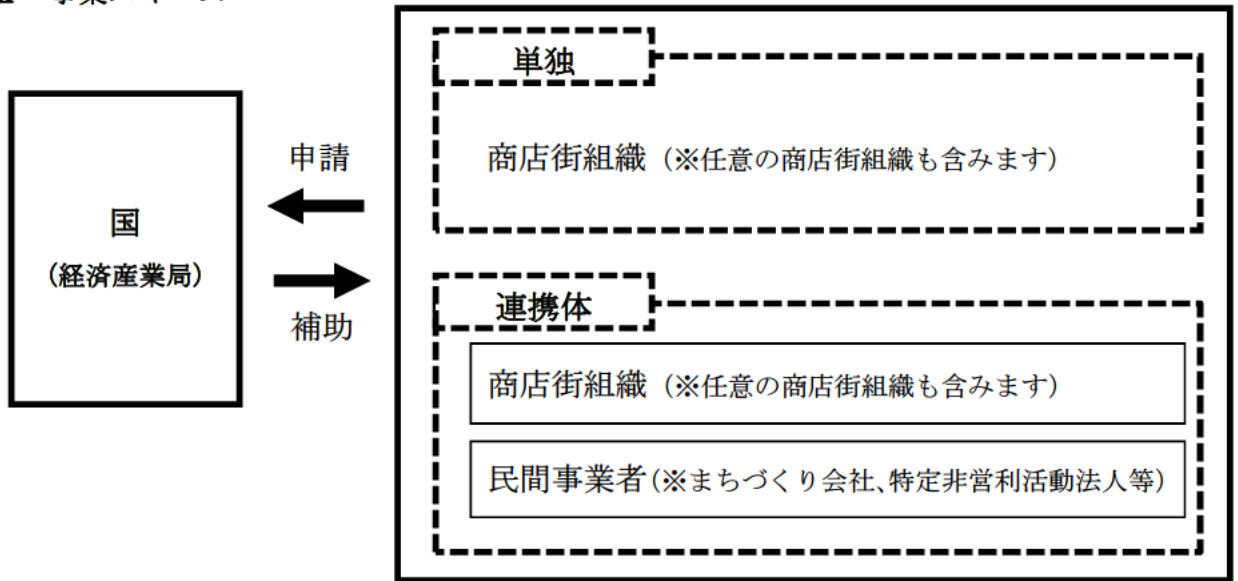 国
（経済産業局）
申請
補助
単独
商店街組織（※任意の商店街組織も含みます）
連携体
商店街組織（※任意の商店街組織も含みます）
民間事業者（※まちづくり会社、特定非営利活動法人等）